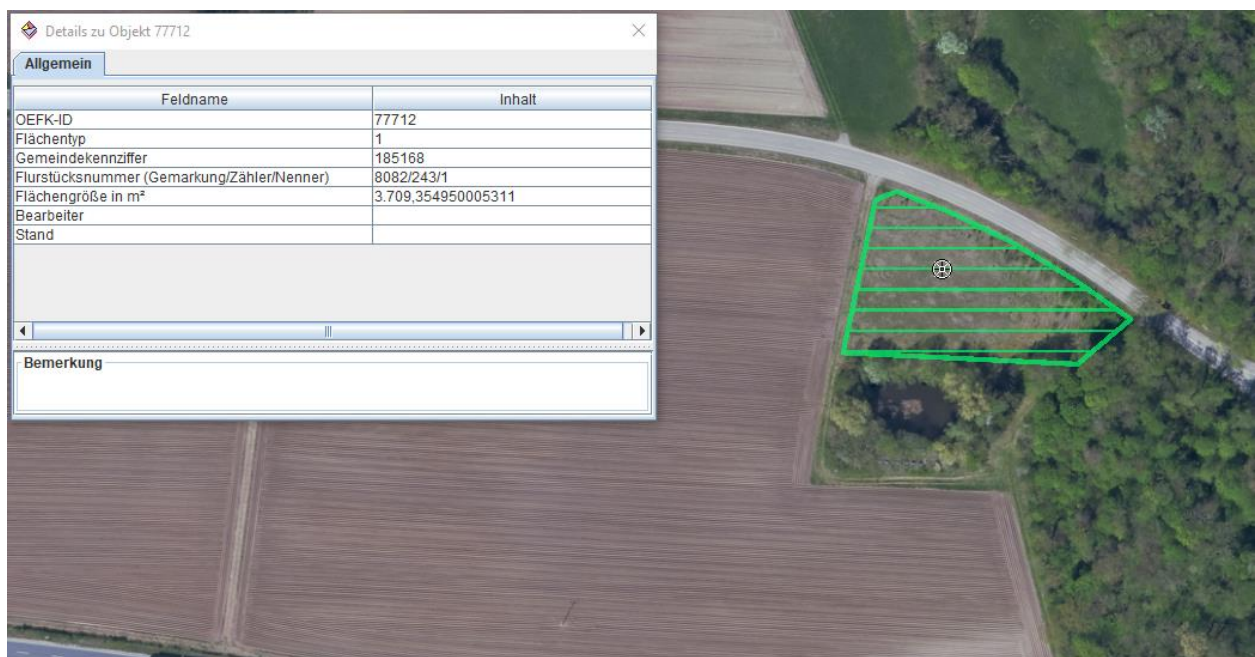 Details zu Objekt 77712
Allgemein
Feldname Inhalt
OEFK-ID 77712
Flächentyp 1
Gemeindekennziffer 185168
Flurstücksnummer (Gemarkung/Zähler/Nenner) 8082/243/1
Flächengröße in m² 3.709,354950005311
Bearbeiter
Stand
Bemerkung